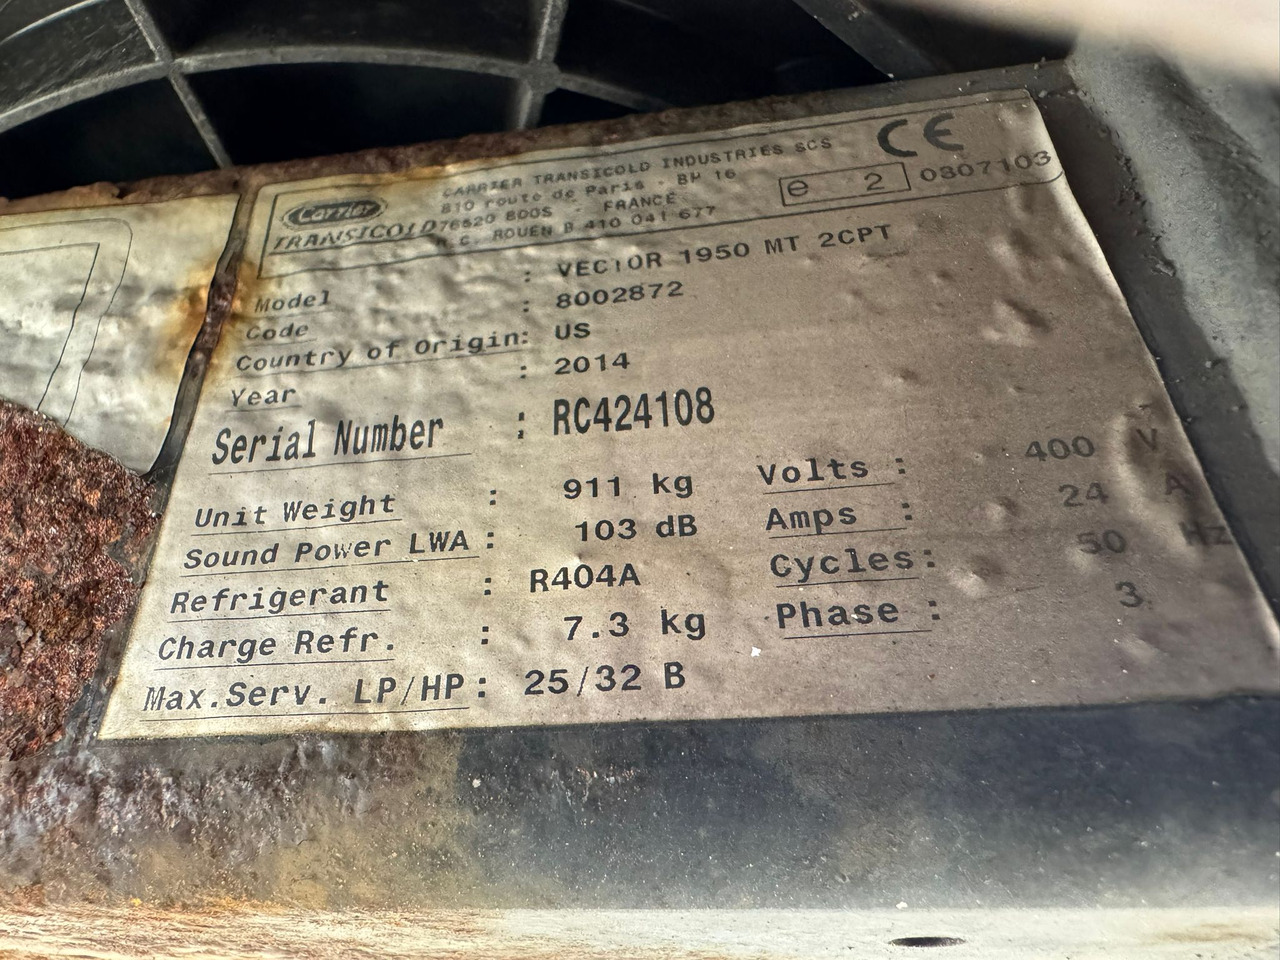 Carrier
TRANSICOLD
CARRIER TRANSICOLD INDUSTRIES SCS
810 route de Paris - BP 16
76520 BOOS - FRANCE
R.C. ROUEN B 410 041 677
CE
e 2 0307103
Model : VECTOR 1950 MT 2CPT
Code : 8002872
Country of Origin: US
Year : 2014
Serial Number : RC424108
Unit Weight : 911 kg Volts : 400 V
Sound Power LWA : 103 dB Amps : 24 A
Refrigerant : R404A Cycles: 50 Hz
Charge Refr. : 7.3 kg Phase : 3
Max.Serv. LP/HP: 25/32 B